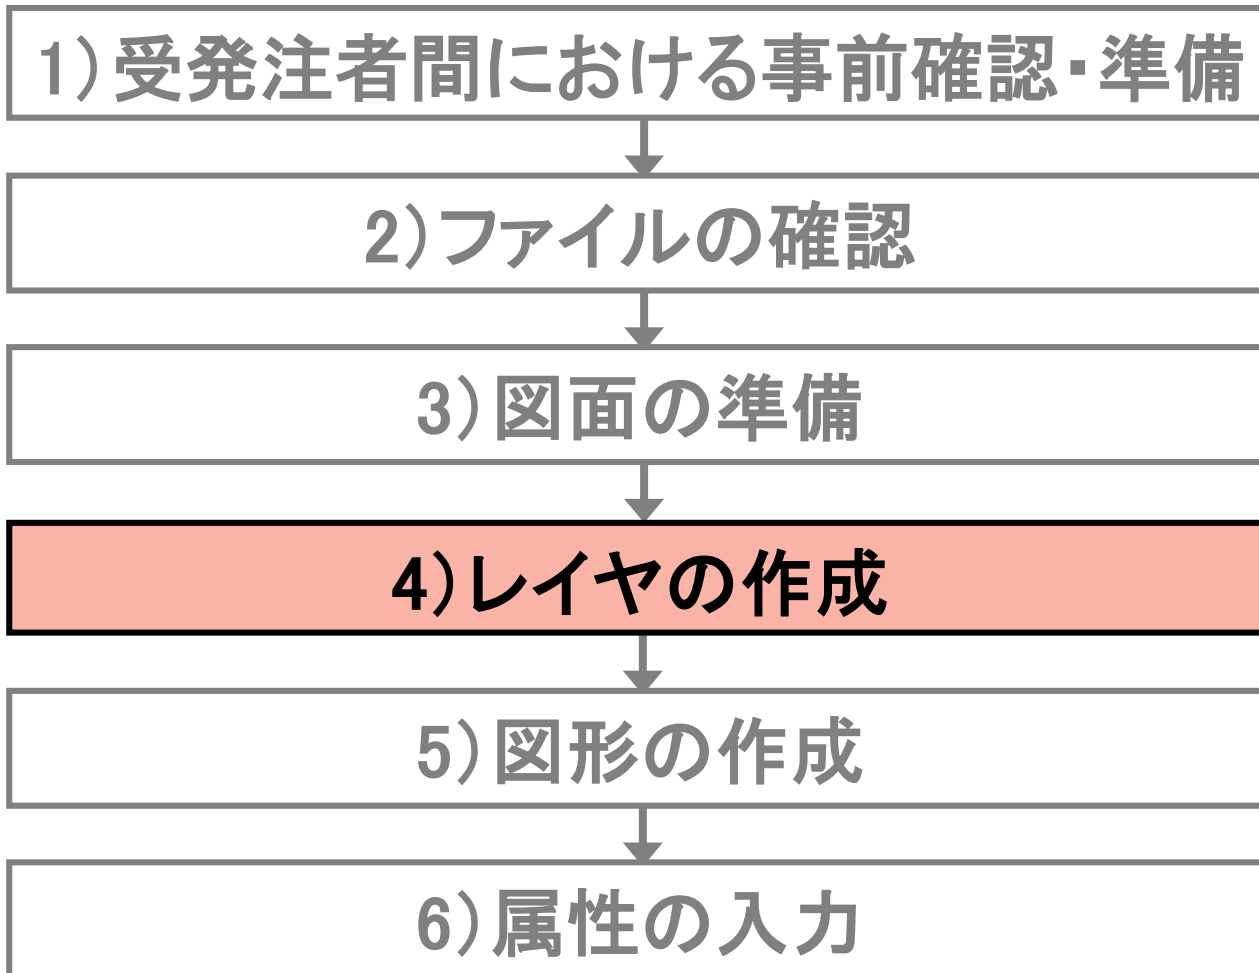 1)受発注者間における事前確認・準備
2)ファイルの確認
3)図面の準備
4)レイヤの作成
5)図形の作成
6)属性の入力